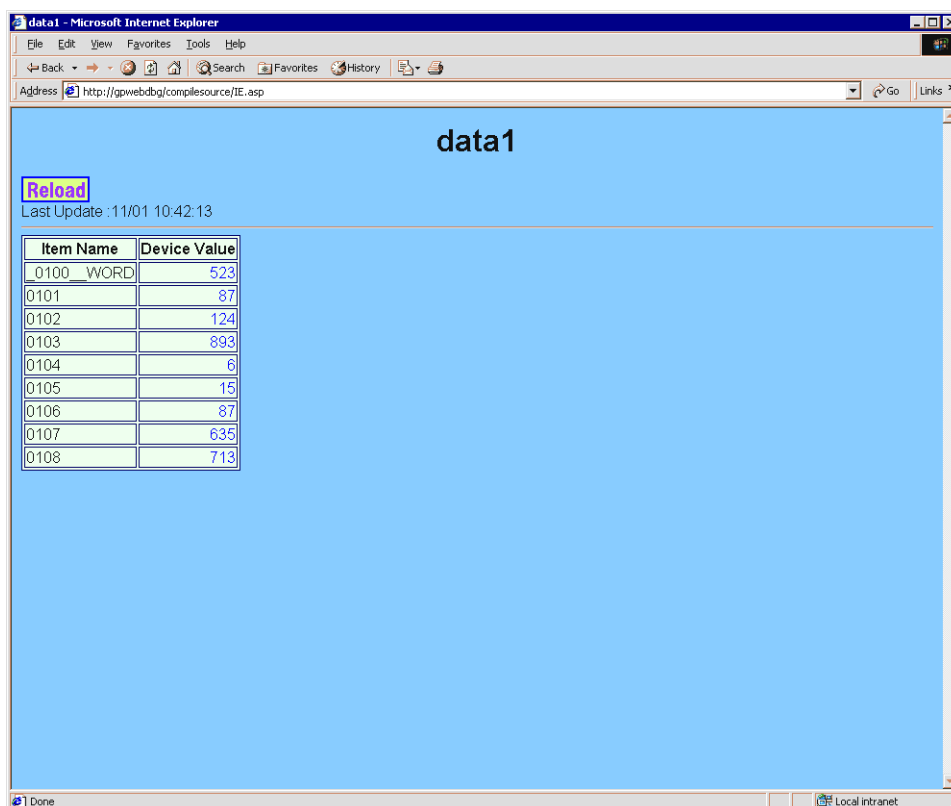 data1 - Microsoft Internet Explorer
File Edit View Favorites Tools Help
Back Search Favorites History
Address http://gpwebdbg/compilesource/IE.asp Go Links
data1
Reload
Last Update :11/01 10:42:13
Item Name Device Value
_0100__WORD 523
0101 87
0102 124
0103 893
0104 6
0105 15
0106 87
0107 635
0108 713
Done Local intranet